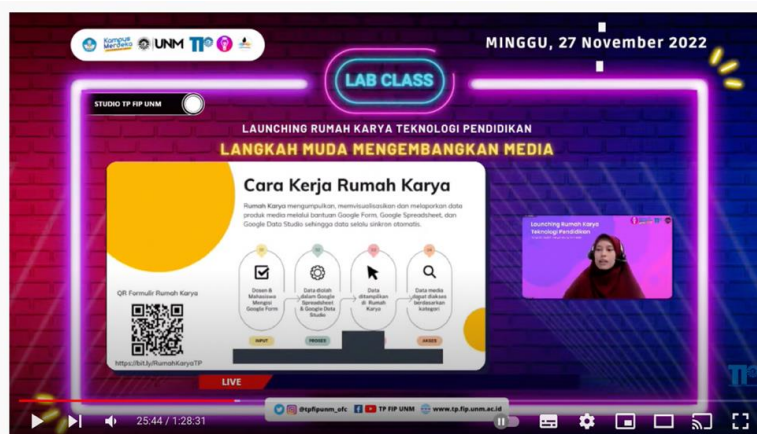 Kampus
Merdeka
UNM
MINGGU, 27 November 2022
LAB CLASS
STUDIO TP FIP UNM
LAUNCHING RUMAH KARYA TEKNOLOGI PENDIDIKAN
LANGKAH MUDA MENGEMBANGKAN MEDIA
Cara Kerja Rumah Karya
Rumah Karya mengumpulkan, memvisualisasikan dan melaporkan data
produk media melalui bantuan Google Form, Google Spreadsheet, dan
Google Data Studio sehingga data selalu sinkron otomatis.
Launching Rumah Karya
Teknologi Pendidikan
QR Formulir Rumah Karya
Dosen &
Mahasiswa
Mengisi
Google Form
Data diolah
dalam Google
Spreadsheet
& Google Data
Studio
Data
ditampilkan
di Rumah
Karya
Data media
dapat diakses
berdasarkan
kategori
INPUT
PROSES
AKSES
https://bit.ly/RumahKaryaTP
LIVE
@tpfipunm_ofc
TP FIP UNM
www.tp.fip.unm.ac.id
25:44 / 1:28:31